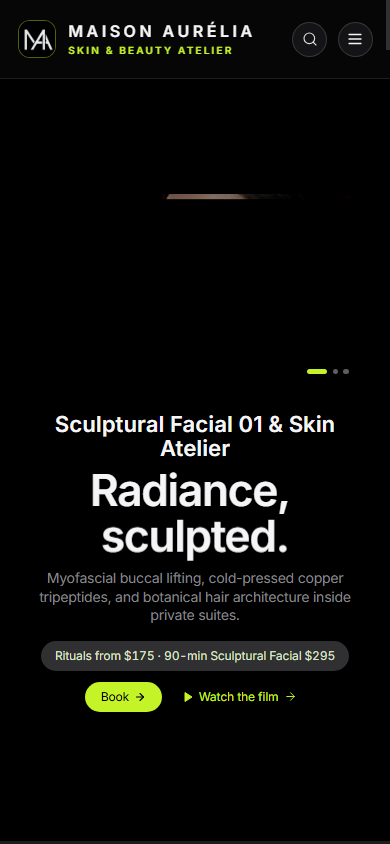 MA
MAISON AURÉLIA
SKIN & BEAUTY ATELIER
Sculptural Facial 01 & Skin
Atelier
Radiance,
sculpted.
Myofascial buccal lifting, cold-pressed copper
tripeptides, and botanical hair architecture inside
private suites.
Rituals from $175 · 90-min Sculptural Facial $295
Book →
Watch the film →